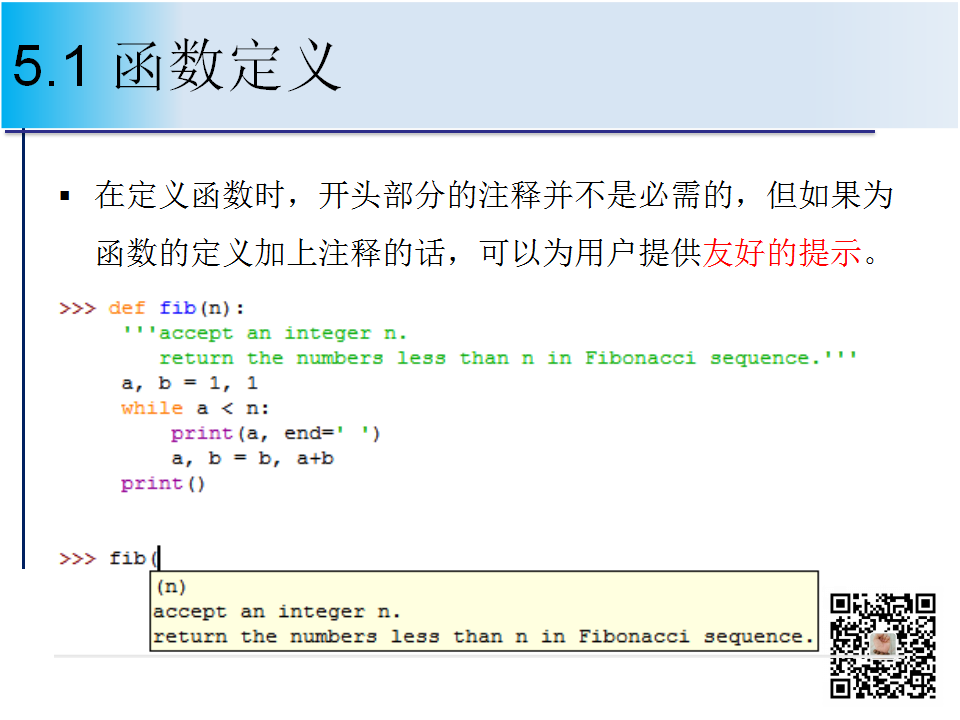 5.1 函数定义
▪ 在定义函数时，开头部分的注释并不是必需的，但如果为
函数的定义加上注释的话，可以为用户提供友好的提示。
>>> def fib(n):
'''accept an integer n.
return the numbers less than n in Fibonacci sequence.'''
a, b = 1, 1
while a < n:
print(a, end=' ')
a, b = b, a+b
print()
>>> fib(
(n)
accept an integer n.
return the numbers less than n in Fibonacci sequence.